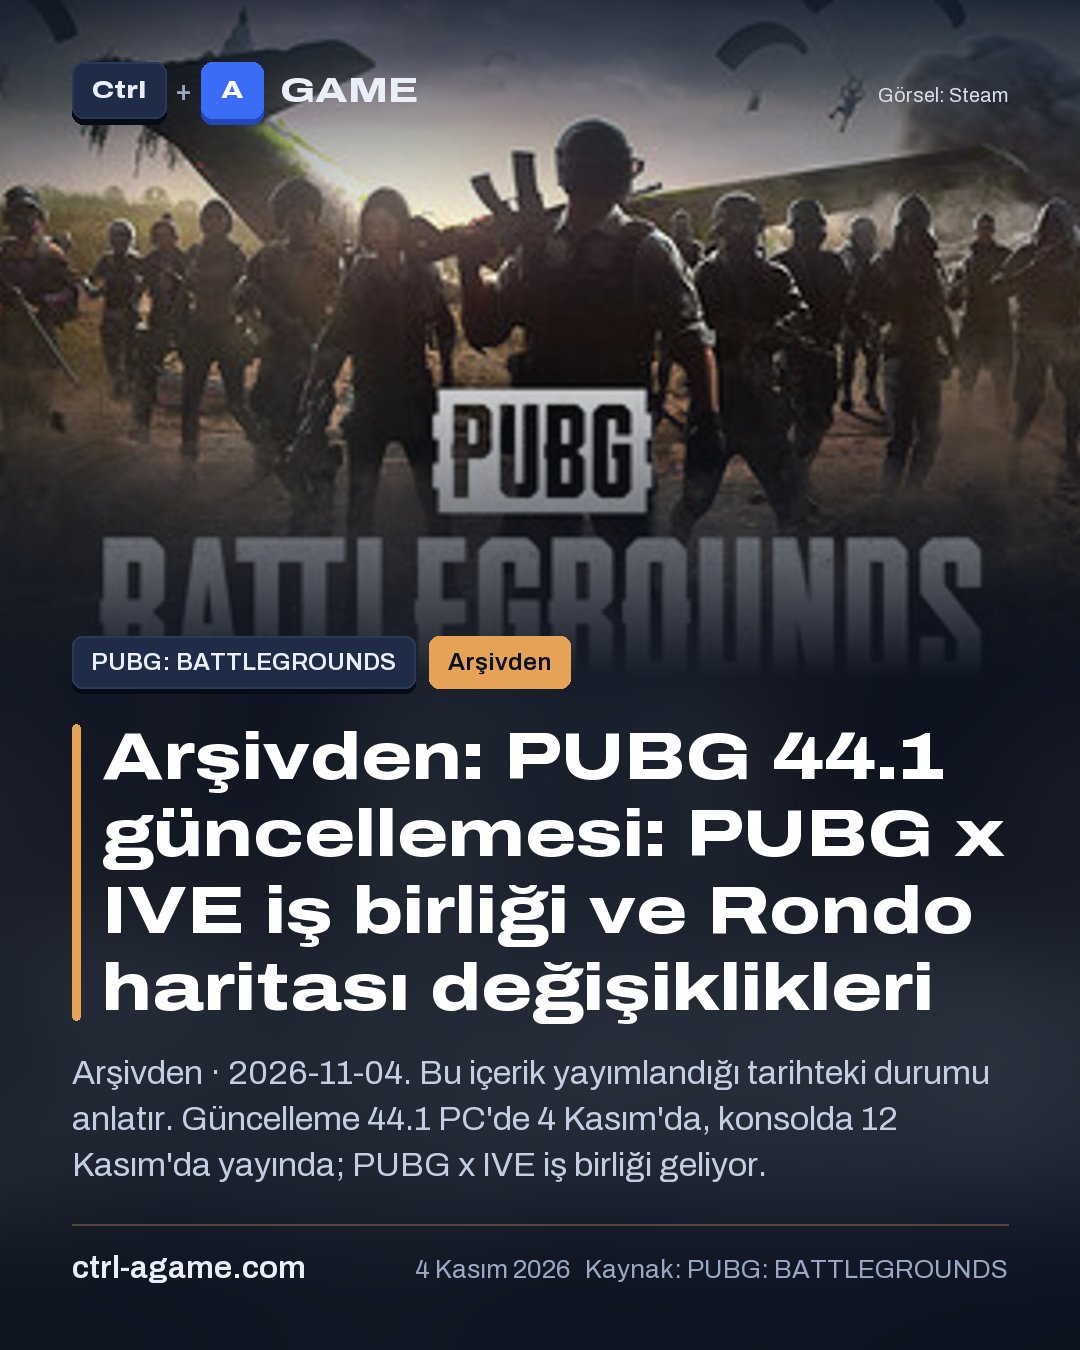 Ctrl + A GAME
Görsel: Steam
PUBG
BATTLEGROUNDS
PUBG: BATTLEGROUNDS
Arşivden
Arşivden: PUBG 44.1
güncellemesi: PUBG x
IVE iş birliği ve Rondo
haritası değişiklikleri
Arşivden · 2026-11-04. Bu içerik yayımlandığı tarihteki durumu
anlatır. Güncelleme 44.1 PC'de 4 Kasım'da, konsolda 12
Kasım'da yayında; PUBG x IVE iş birliği geliyor.
ctrl-agame.com
4 Kasım 2026 Kaynak: PUBG: BATTLEGROUNDS